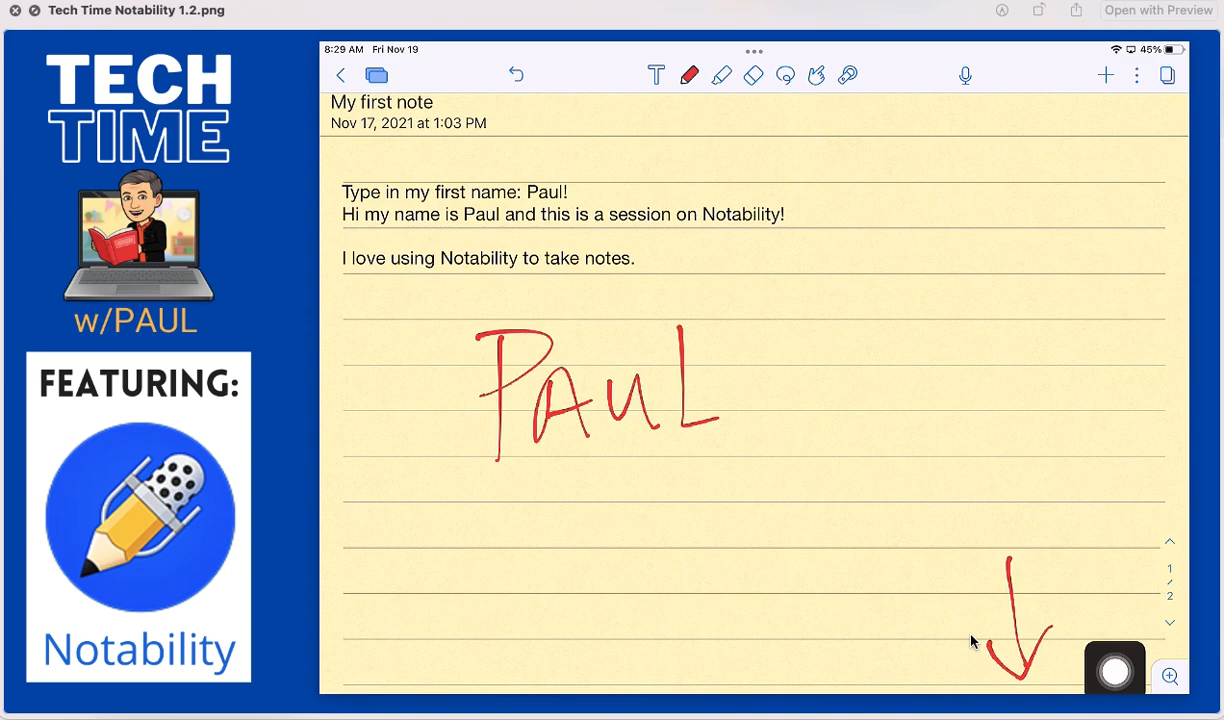 Tech Time Notability 1.2.png
Open with Preview
TECH
TIME
w/PAUL
FEATURING:
Notability
8:29 AM Fri Nov 19
45%
T
My first note
Nov 17, 2021 at 1:03 PM
Type in my first name: Paul!
Hi my name is Paul and this is a session on Notability!
I love using Notability to take notes.
PAUL
1
/
2